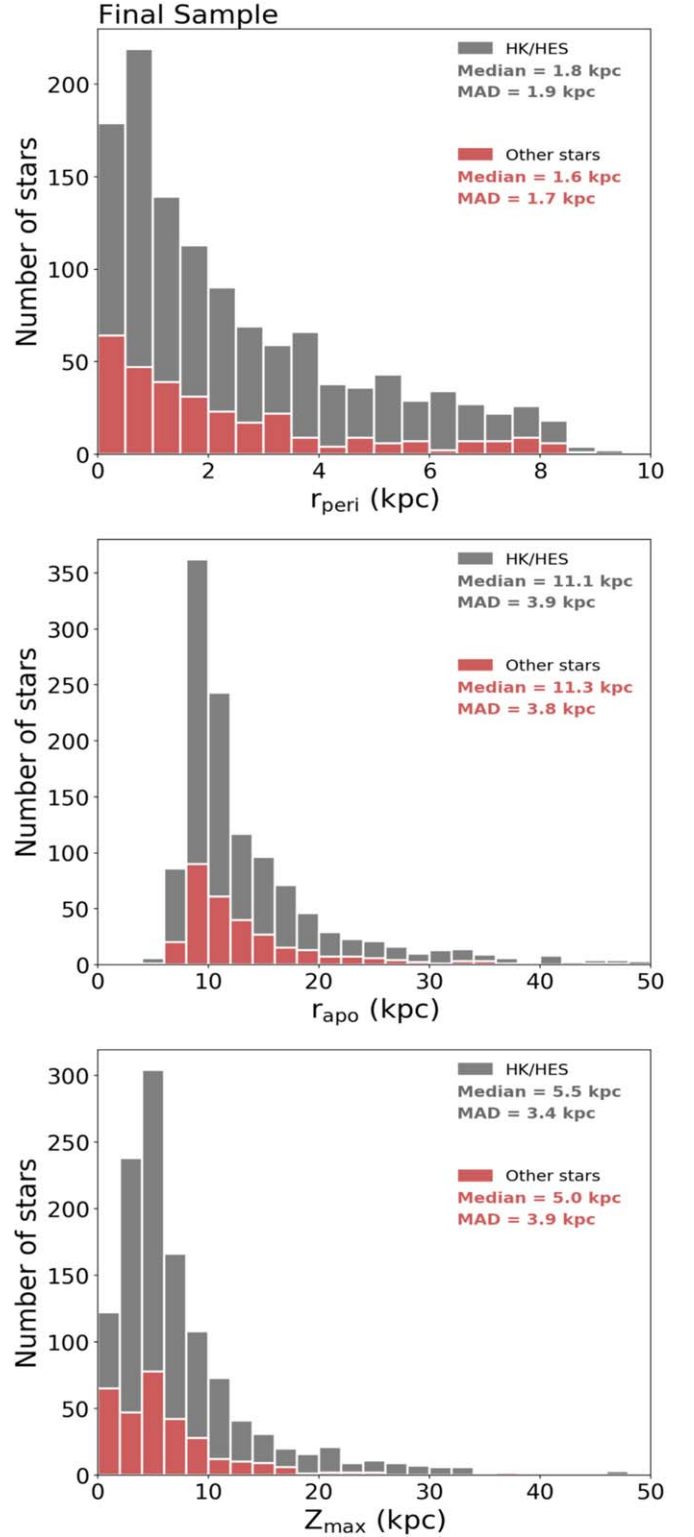 Final Sample
200
150
100
50
0
Number of stars
HK/HES
Median = 1.8 kpc
MAD = 1.9 kpc
Other stars
Median = 1.6 kpc
MAD = 1.7 kpc
0 2 4 6 8 10
r_peri (kpc)
350
300
250
200
150
100
50
0
Number of stars
HK/HES
Median = 11.1 kpc
MAD = 3.9 kpc
Other stars
Median = 11.3 kpc
MAD = 3.8 kpc
0 10 20 30 40 50
r_apo (kpc)
300
250
200
150
100
50
0
Number of stars
HK/HES
Median = 5.5 kpc
MAD = 3.4 kpc
Other stars
Median = 5.0 kpc
MAD = 3.9 kpc
0 10 20 30 40 50
Z_max (kpc)